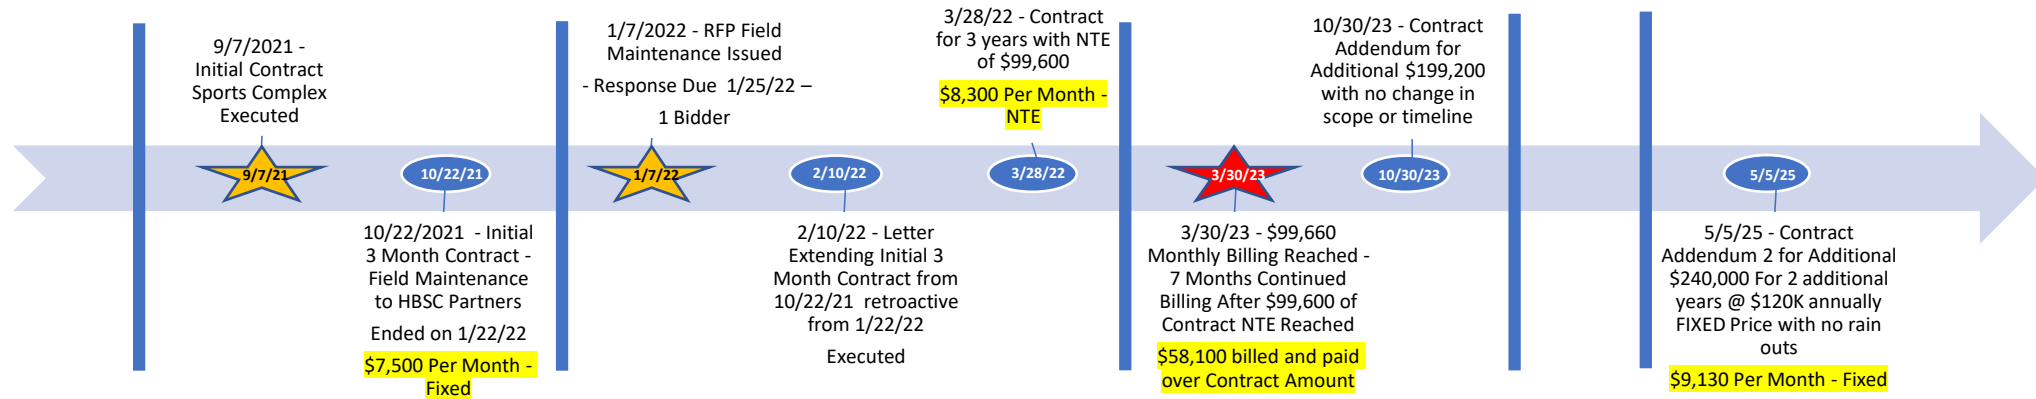 9/7/2021 -
Initial Contract
Sports Complex
Executed
9/7/21
10/22/21
10/22/2021  - Initial
3 Month Contract -
Field Maintenance
to HBSC Partners
Ended on 1/22/22
$7,500 Per Month -
Fixed
1/7/2022 - RFP Field
Maintenance Issued
- Response Due  1/25/22 –
1 Bidder
1/7/22
2/10/22
2/10/22 - Letter
Extending Initial 3
Month Contract from
10/22/21  retroactive
from 1/22/22
Executed
3/28/22 - Contract
for 3 years with NTE
of $99,600
$8,300 Per Month -
NTE
3/28/22
3/30/23
3/30/23 - $99,660
Monthly Billing Reached -
7 Months Continued
Billing After $99,600 of
Contract NTE Reached
$58,100 billed and paid
over Contract Amount
10/30/23 - Contract
Addendum for
Additional $199,200
with no change in
scope or timeline
10/30/23
5/5/25
5/5/25 - Contract
Addendum 2 for Additional
$240,000 For 2 additional
years @ $120K annually
FIXED Price with no rain
outs
$9,130 Per Month - Fixed